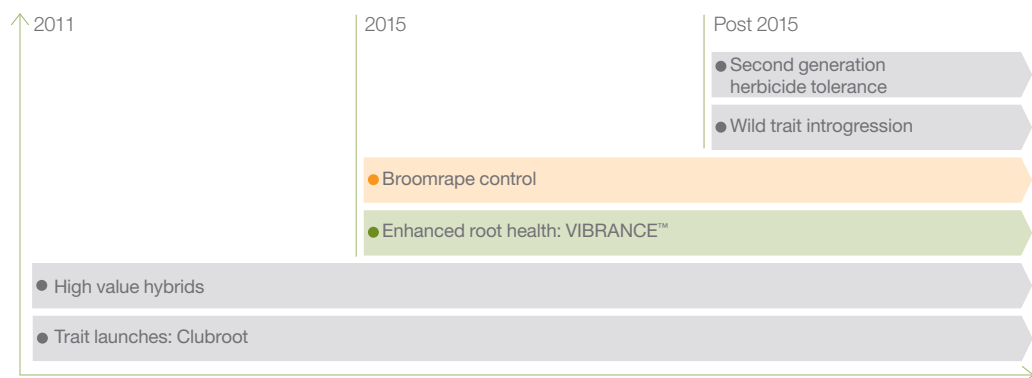 2011
2015
Post 2015
Second generation
herbicide tolerance
Wild trait introgression
Broomrape control
Enhanced root health: VIBRANCE™
High value hybrids
Trait launches: Clubroot